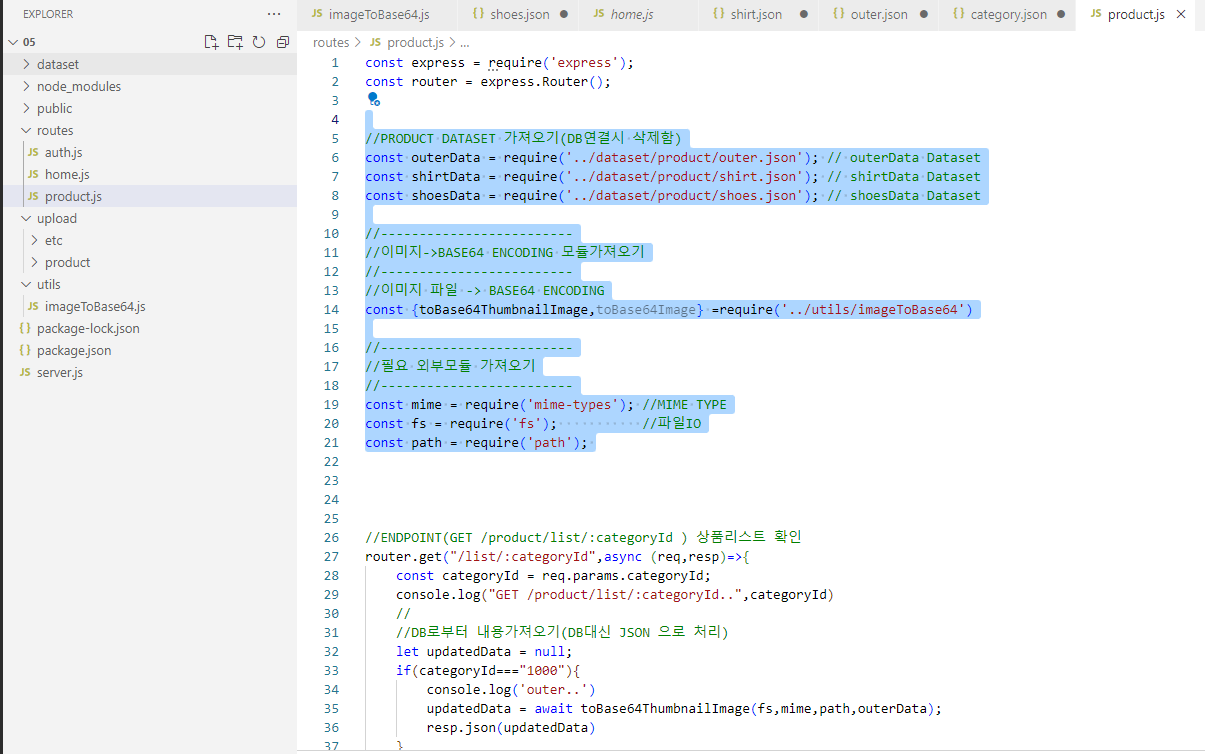 EXPLORER
05
dataset
node_modules
public
routes
JS auth.js
JS home.js
JS product.js
upload
etc
product
utils
JS imageToBase64.js
{} package-lock.json
{} package.json
JS server.js
JS imageToBase64.js
{} shoes.json
JS home.js
{} shirt.json
{} outer.json
{} category.json
JS product.js
routes > JS product.js > ...
1 const express = require('express');
2 const router = express.Router();
3
4
5 //PRODUCT DATASET 가져오기(DB연결시 삭제함)
6 const outerData = require('../dataset/product/outer.json'); // outerData Dataset
7 const shirtData = require('../dataset/product/shirt.json'); // shirtData Dataset
8 const shoesData = require('../dataset/product/shoes.json'); // shoesData Dataset
9
10 //-------------------------
11 //이미지->BASE64 ENCODING 모듈가져오기
12 //-------------------------
13 //이미지 파일 -> BASE64 ENCODING
14 const {toBase64ThumbnailImage,toBase64Image} =require('../utils/imageToBase64')
15
16 //-------------------------
17 //필요 외부모듈 가져오기
18 //-------------------------
19 const mime = require('mime-types'); //MIME TYPE
20 const fs = require('fs');           //파일IO
21 const path = require('path');
22
23
24
25
26 //ENDPOINT(GET /product/list/:categoryId ) 상품리스트 확인
27 router.get("/list/:categoryId",async (req,resp)=>{
28 const categoryId = req.params.categoryId;
29 console.log("GET /product/list/:categoryId..",categoryId)
30 //
31 //DB로부터 내용가져오기(DB대신 JSON 으로 처리)
32 let updatedData = null;
33 if(categoryId==="1000"){
34 console.log('outer..')
35 updatedData = await toBase64ThumbnailImage(fs,mime,path,outerData);
36 resp.json(updatedData)
37 }